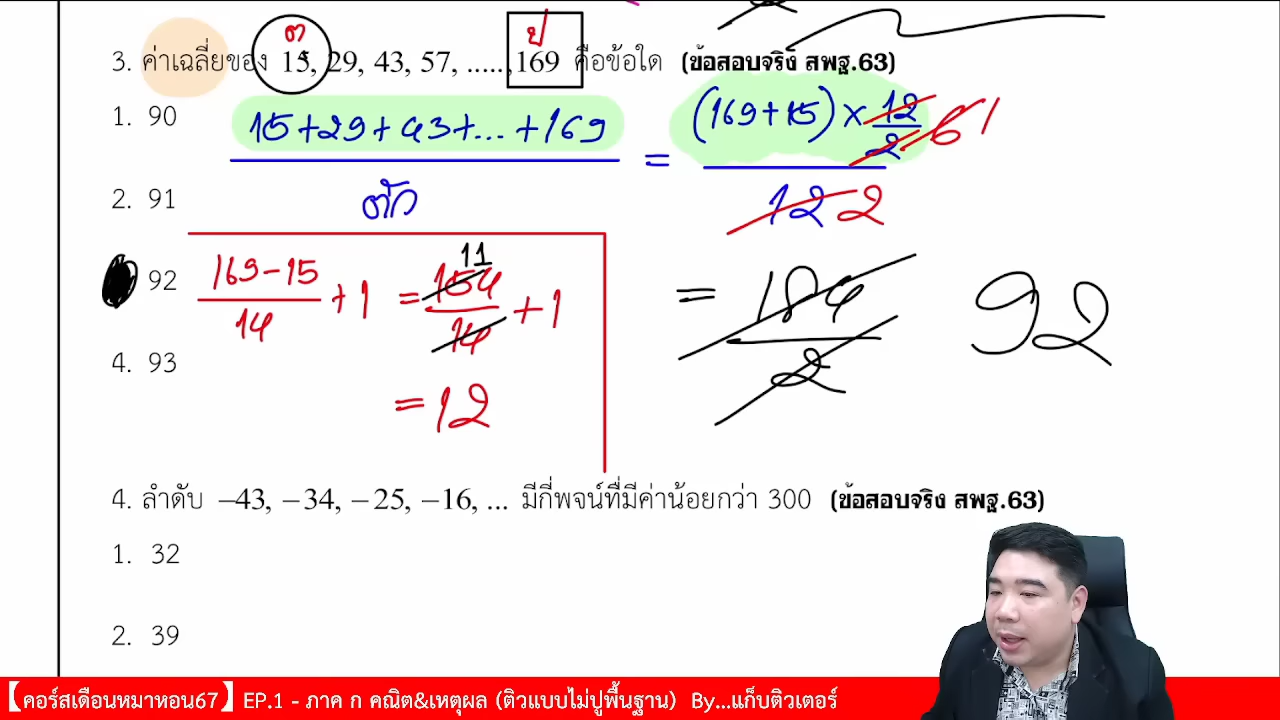 ต ป
3. ค่าเฉลี่ยของ 15, 29, 43, 57, .....,169 คือข้อใด (ข้อสอบจริง สพฐ.63)
1. 90
15+29+43+...+169 = (169+15) × 12/2 6 1
ตัว 12 2
2. 91
92
169-15/14 + 1 = 154/14 + 1
11
= 12
= 184/2 92
4. 93
4. ลำดับ −43, −34, −25, −16, ... มีกี่พจน์ที่มีค่าน้อยกว่า 300 (ข้อสอบจริง สพฐ.63)
1. 32
2. 39
【คอร์สเดือนหมาหอน67】 EP.1 - ภาค ก คณิต&เหตุผล (ติวแบบไม่ปูพื้นฐาน) By...แก็บติวเตอร์